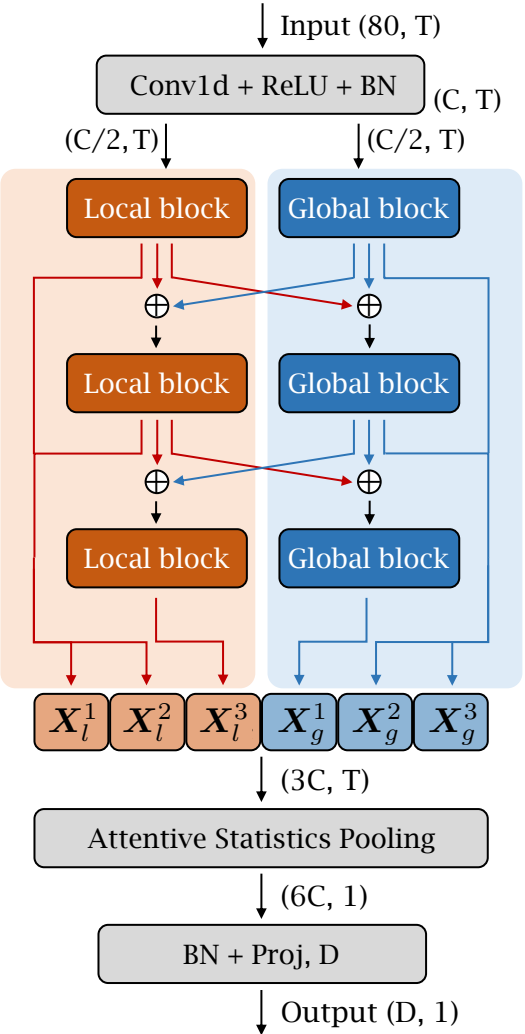 Input (80, T)
Conv1d + ReLU + BN
(C, T)
(C/2, T) (C/2, T)
Local block Global block
Local block Global block
Local block Global block
X_l^1 X_l^2 X_l^3 X_g^1 X_g^2 X_g^3
(3C, T)
Attentive Statistics Pooling
(6C, 1)
BN + Proj, D
Output (D, 1)